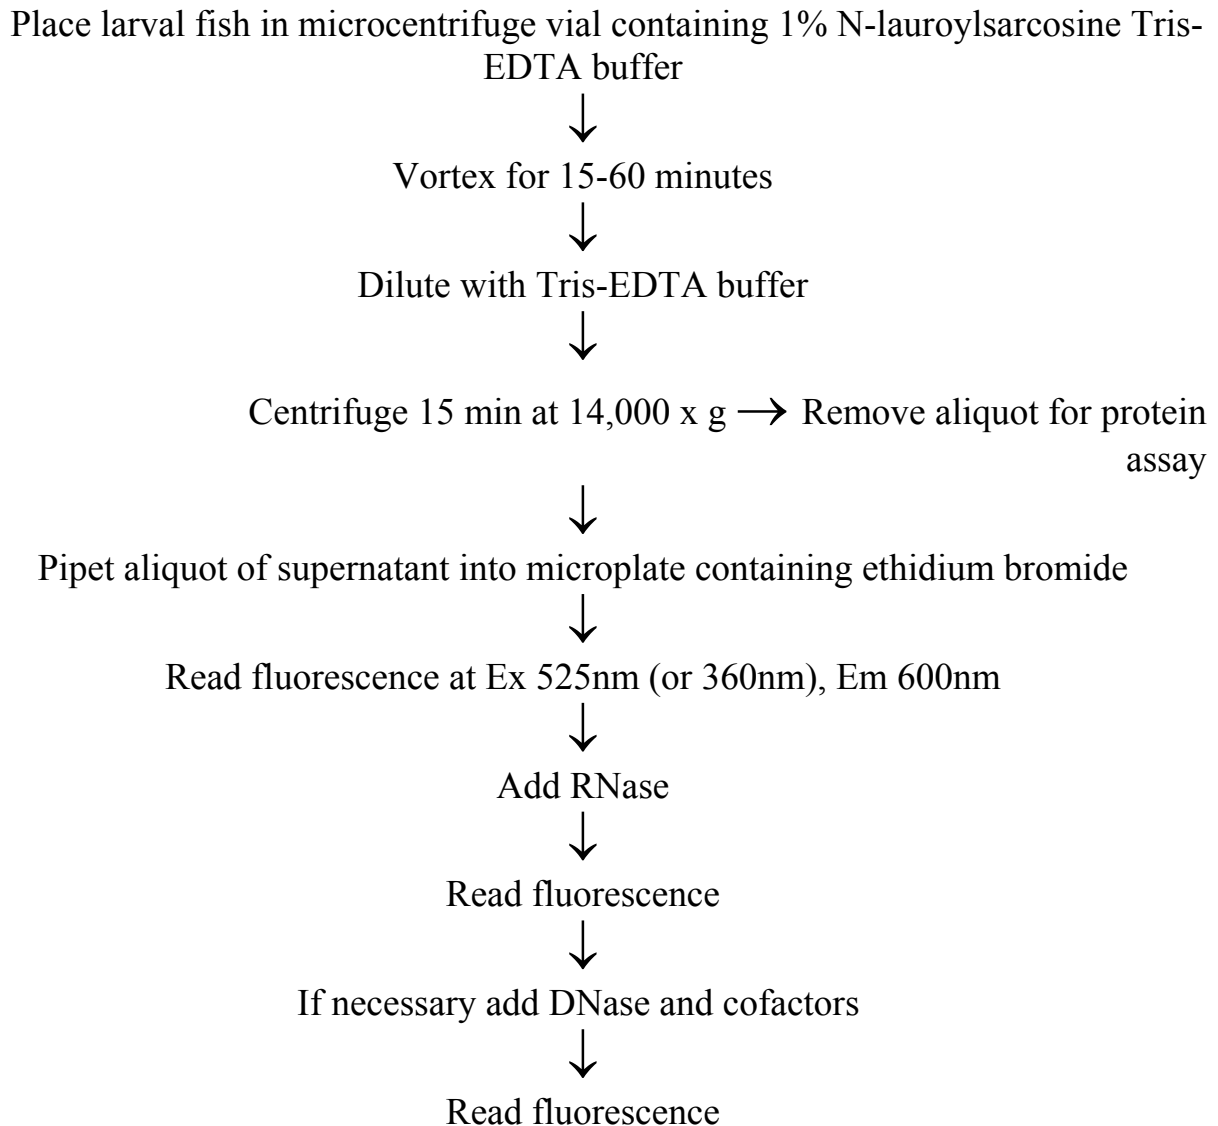 Place larval fish in microcentrifuge vial containing 1% N-lauroylsarcosine Tris-
EDTA buffer
↓
Vortex for 15-60 minutes
↓
Dilute with Tris-EDTA buffer
↓
Centrifuge 15 min at 14,000 x g → Remove aliquot for protein
assay
↓
Pipet aliquot of supernatant into microplate containing ethidium bromide
↓
Read fluorescence at Ex 525nm (or 360nm), Em 600nm
↓
Add RNase
↓
Read fluorescence
↓
If necessary add DNase and cofactors
↓
Read fluorescence